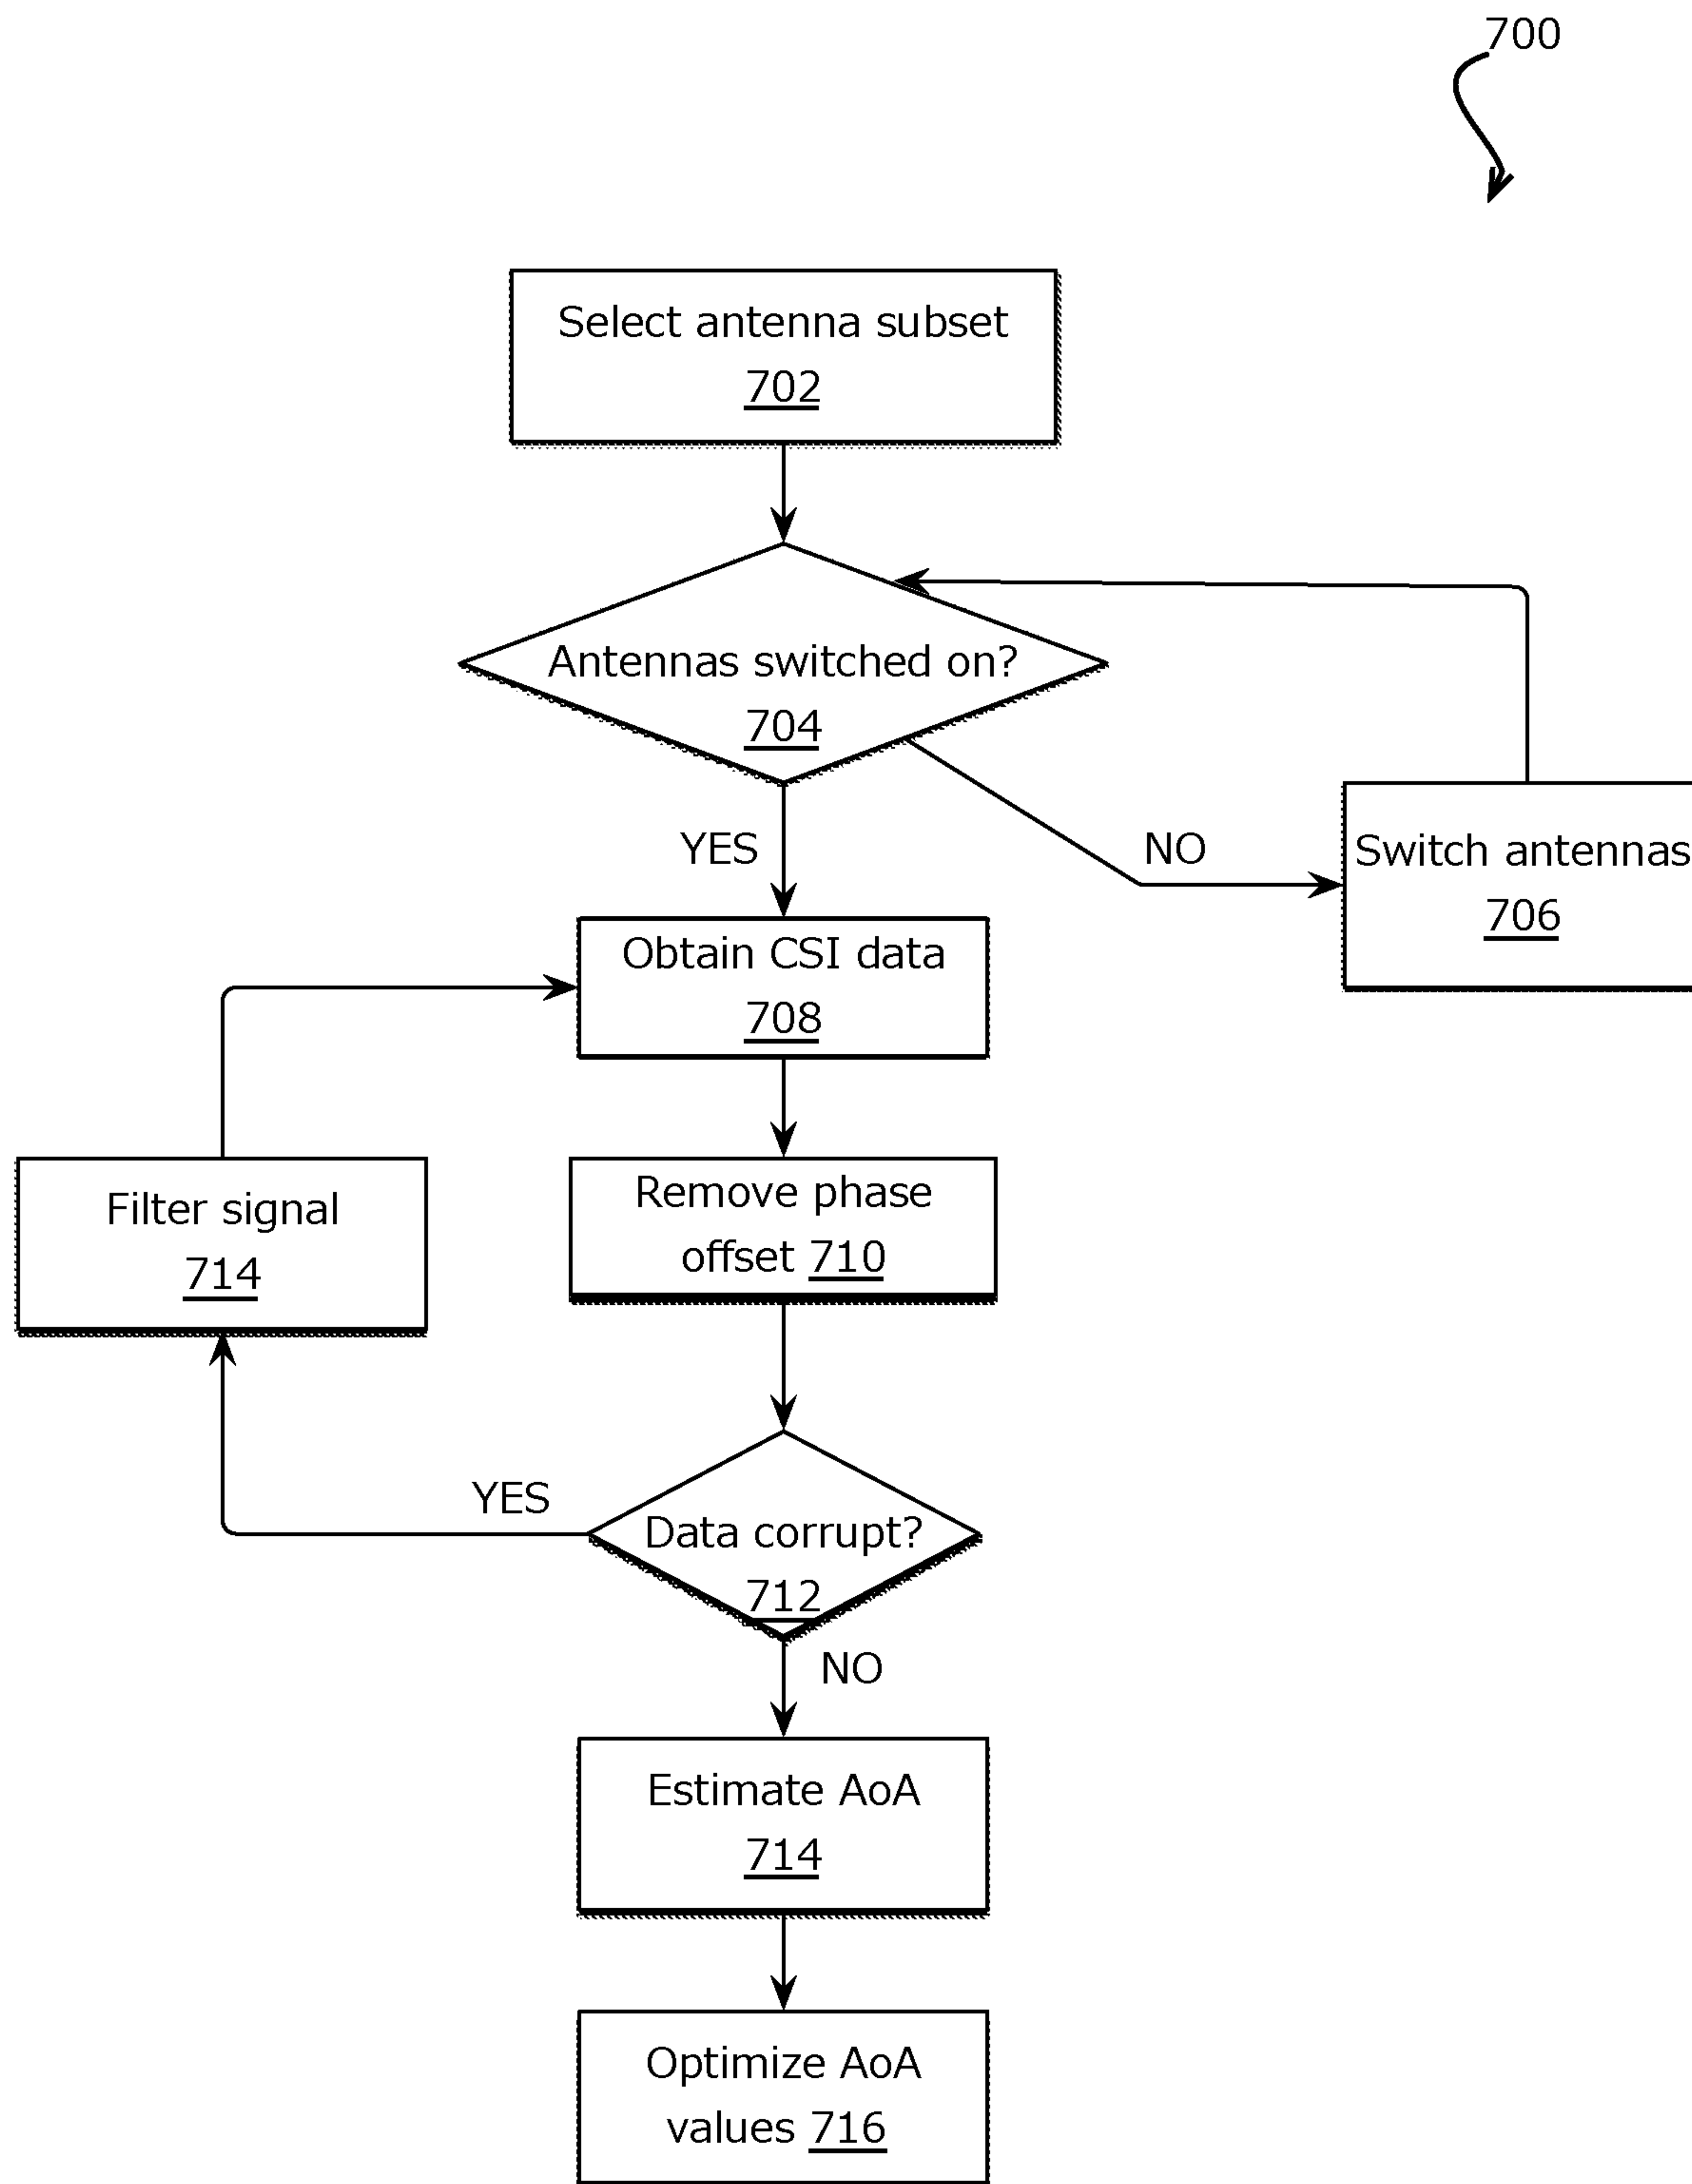 700
Select antenna subset
702
Antennas switched on?
704
YES
NO
Switch antennas
706
Obtain CSI data
708
Filter signal
714
Remove phase
offset 710
YES
Data corrupt?
712
NO
Estimate AoA
714
Optimize AoA
values 716